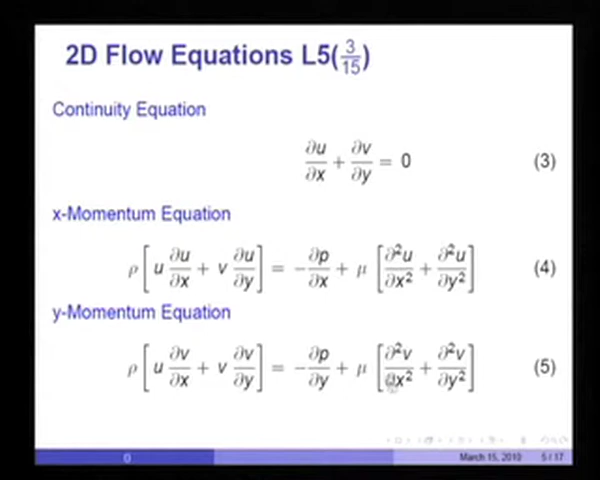 2D Flow Equations L5(3/15)
Continuity Equation
∂u/∂x + ∂v/∂y = 0 (3)
x-Momentum Equation
ρ[u ∂u/∂x + v ∂u/∂y] = -∂p/∂x + μ[∂²u/∂x² + ∂²u/∂y²] (4)
y-Momentum Equation
ρ[u ∂v/∂x + v ∂v/∂y] = -∂p/∂y + μ[∂²v/∂x² + ∂²v/∂y²] (5)
() March 15, 2010 5 / 17